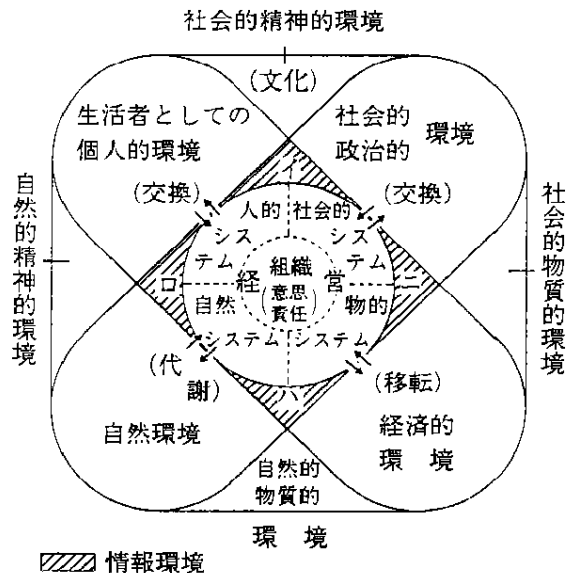 社会的精神的環境
(文化)
生活者としての
個人的環境
社会的
政治的
環境
自然的精神的環境
社会的物質的環境
(交換)
(交換)
イ
人的
社会的
シス
テム
シス
テム
経
組織
(意思
責任)
営
ロ
ニ
自然
物的
システム
システム
ハ
(代
謝)
(移転)
自然環境
経済的
環 境
自然的
物質的
環 境
情報環境